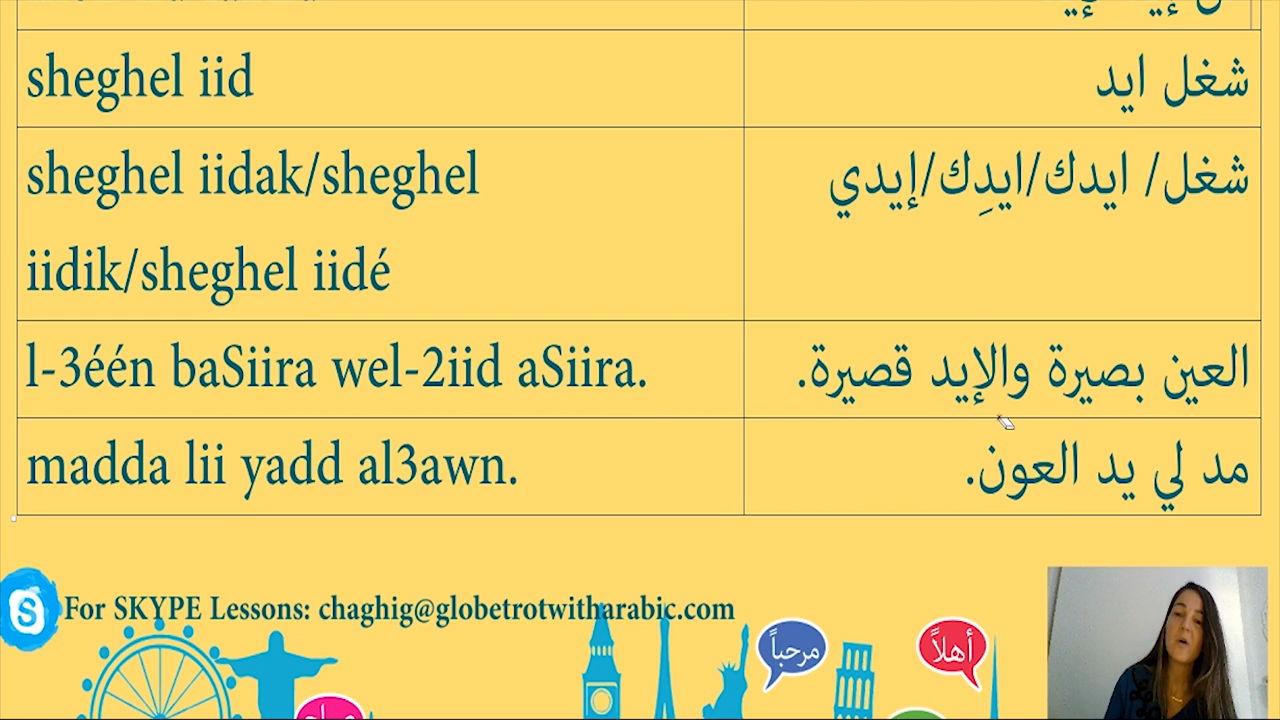 sheghel iid
شغل ايد
sheghel iidak/sheghel
iidik/sheghel iidé
شغل/ ايدك/ايدِك/إيدي
l-3één baSiira wel-2iid aSiira.
العين بصيرة والإيد قصيرة.
madda lii yadd al3awn.
مد لي يد العون.
For SKYPE Lessons: chaghig@globetrotwitharabic.com
مرحباً
أهلاً